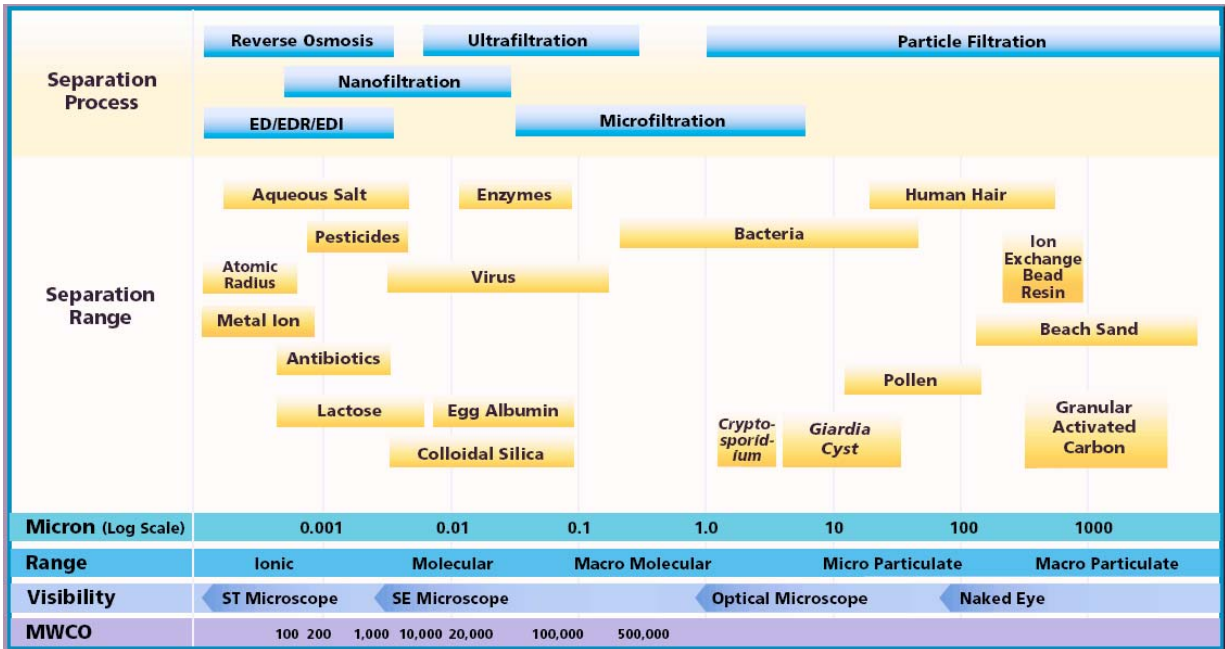 Reverse Osmosis
Ultrafiltration
Particle Filtration
Separation
Process
Nanofiltration
ED/EDR/EDI
Microfiltration
Aqueous Salt
Enzymes
Human Hair
Pesticides
Bacteria
Ion
Exchange
Bead
Resin
Atomic
Radius
Virus
Separation
Range
Metal Ion
Beach Sand
Antibiotics
Pollen
Lactose
Egg Albumin
Crypto-
sporid-
ium
Giardia
Cyst
Granular
Activated
Carbon
Colloidal Silica
Micron (Log Scale) 0.001 0.01 0.1 1.0 10 100 1000
Range Ionic Molecular Macro Molecular Micro Particulate Macro Particulate
Visibility ST Microscope SE Microscope Optical Microscope Naked Eye
MWCO 100 200 1,000 10,000 20,000 100,000 500,000